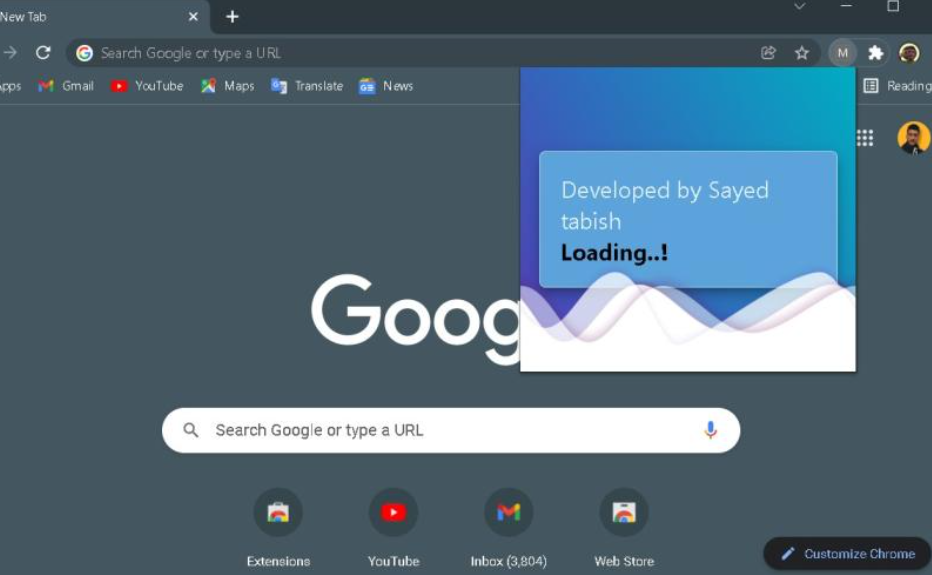 New Tab
Search Google or type a URL
M
Gmail
YouTube
Maps
Translate
News
Reading
Developed by Sayed
tabish
Loading..!
Goog
Search Google or type a URL
Extensions
YouTube
Inbox (3,804)
Web Store
Customize Chrome